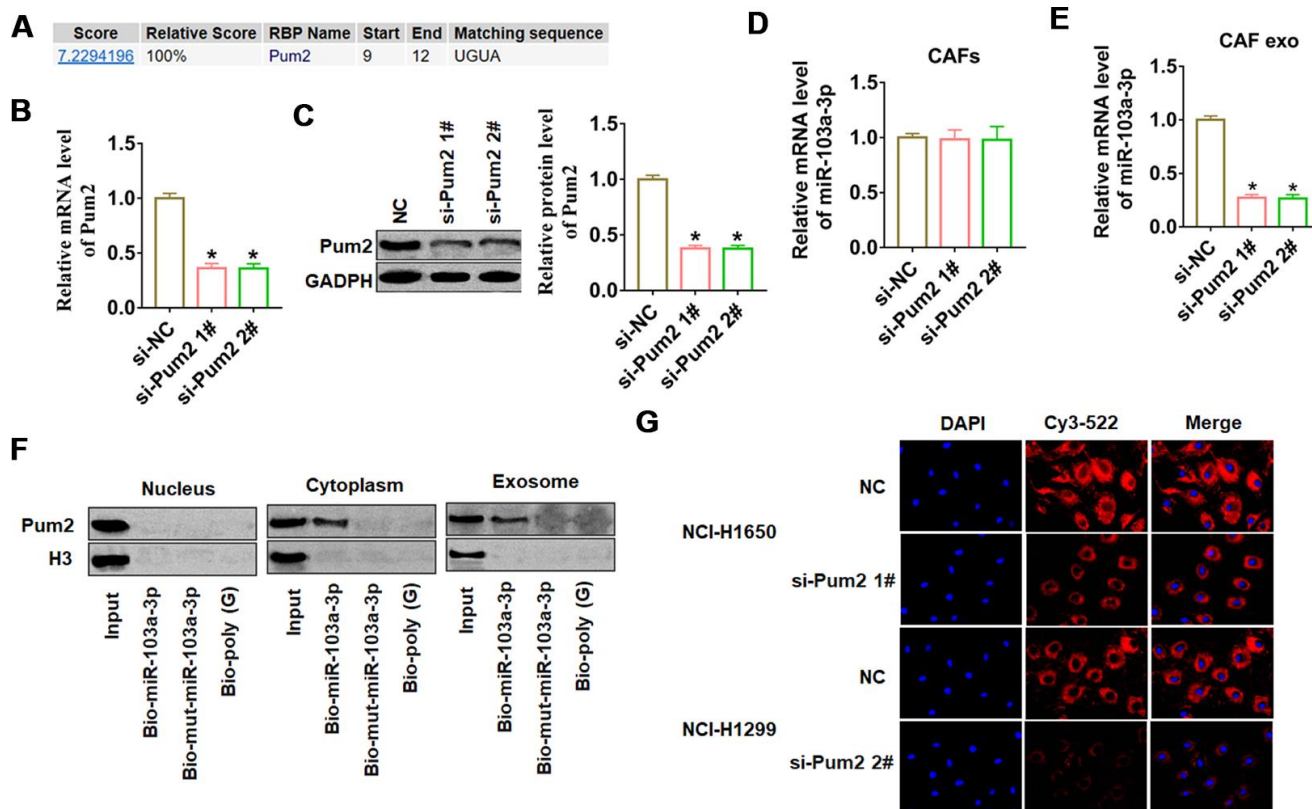 A
Score Relative Score RBP Name Start End Matching sequence
7.2294196 100% Pum2 9 12 UGUA
B
Relative mRNA level
of Pum2
1.5
1.0
0.5
0.0
si-NC
si-Pum2 1#
si-Pum2 2#
C
NC
si-Pum2 1#
si-Pum2 2#
Pum2
GADPH
Relative protein level
of Pum2
1.5
1.0
0.5
0.0
si-NC
si-Pum2 1#
si-Pum2 2#
* *
* *
D
CAFs
Relative mRNA level
of miR-103a-3p
1.5
1.0
0.5
0.0
si-NC
si-Pum2 1#
si-Pum2 2#
E
CAF exo
Relative mRNA level
of miR-103a-3p
1.5
1.0
0.5
0.0
* *
si-NC
si-Pum2 1#
si-Pum2 2#
F
Nucleus
Cytoplasm
Exosome
Pum2
H3
Input
Bio-miR-103a-3p
Bio-mut-miR-103a-3p
Bio-poly (G)
Input
Bio-miR-103a-3p
Bio-mut-miR-103a-3p
Bio-poly (G)
Input
Bio-miR-103a-3p
Bio-mut-miR-103a-3p
Bio-poly (G)
G
DAPI Cy3-522 Merge
NC
NCI-H1650
si-Pum2 1#
NC
NCI-H1299
si-Pum2 2#